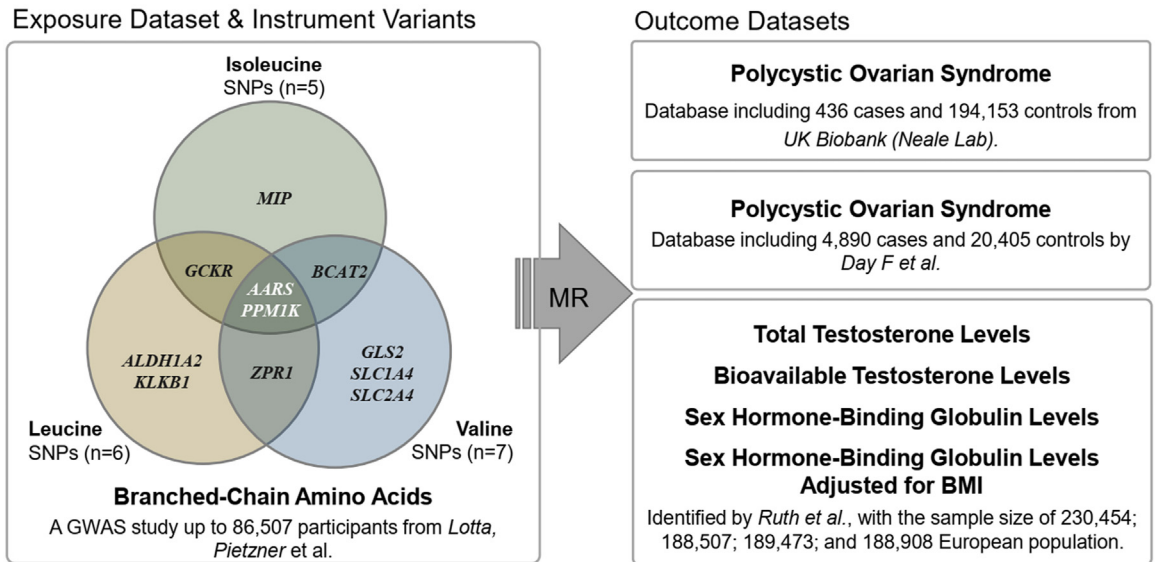 Exposure Dataset & Instrument Variants
Isoleucine
SNPs (n=5)
MIP
GCKR
BCAT2
AARS
PPM1K
ALDH1A2
KLKB1
ZPR1
GLS2
SLC1A4
SLC2A4
Leucine
SNPs (n=6)
Valine
SNPs (n=7)
Branched-Chain Amino Acids
A GWAS study up to 86,507 participants from Lotta,
Pietzner et al.
MR
Outcome Datasets
Polycystic Ovarian Syndrome
Database including 436 cases and 194,153 controls from
UK Biobank (Neale Lab).
Polycystic Ovarian Syndrome
Database including 4,890 cases and 20,405 controls by
Day F et al.
Total Testosterone Levels
Bioavailable Testosterone Levels
Sex Hormone-Binding Globulin Levels
Sex Hormone-Binding Globulin Levels
Adjusted for BMI
Identified by Ruth et al., with the sample size of 230,454;
188,507; 189,473; and 188,908 European population.